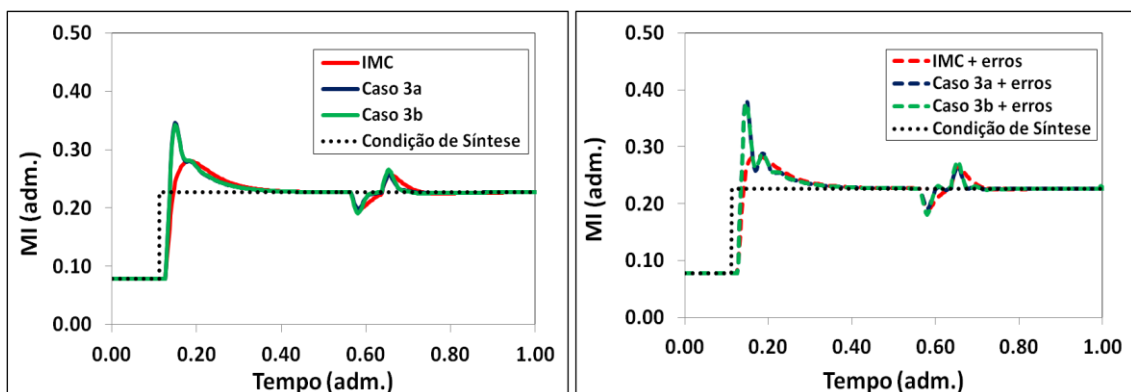 0.50
0.40
0.30
0.20
0.10
0.00
MI (adm.)
IMC
Caso 3a
Caso 3b
Condição de Síntese
0.00 0.20 0.40 0.60 0.80 1.00
Tempo (adm.)
0.50
0.40
0.30
0.20
0.10
0.00
MI (adm.)
IMC + erros
Caso 3a + erros
Caso 3b + erros
Condição de Síntese
0.00 0.20 0.40 0.60 0.80 1.00
Tempo (adm.)